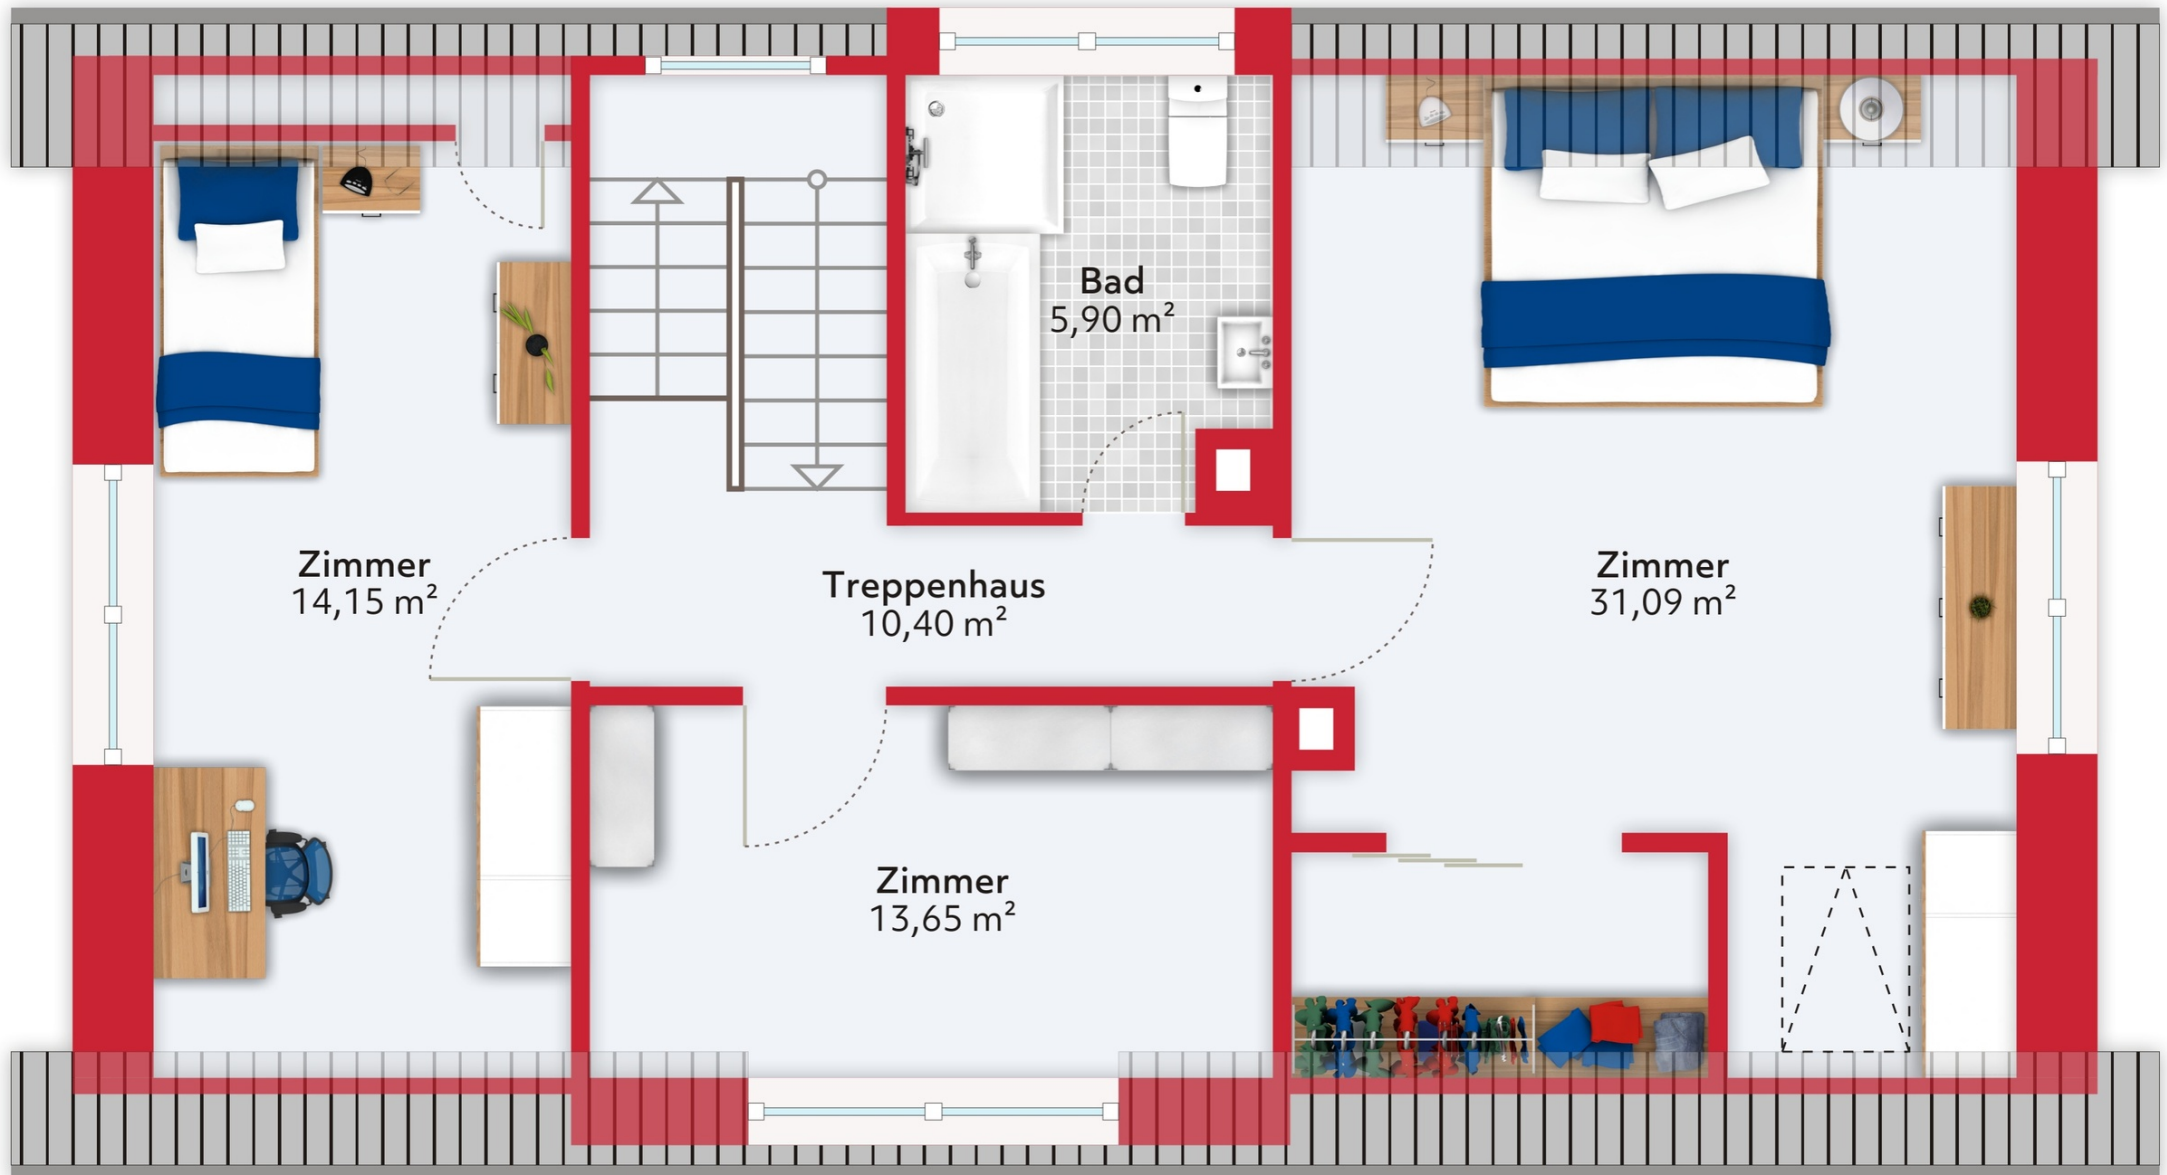 Bad
5,90 m²
Zimmer
14,15 m²
Treppenhaus
10,40 m²
Zimmer
31,09 m²
Zimmer
13,65 m²